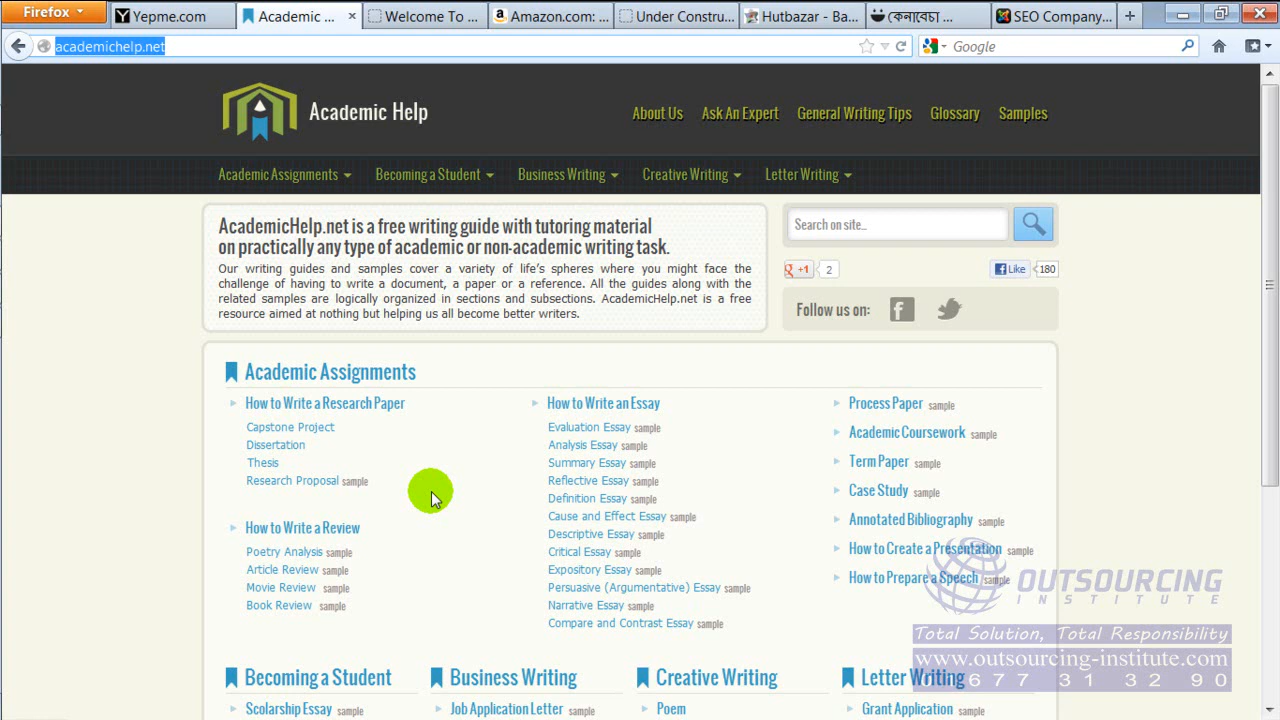 Firefox
Yepme.com
Academic ...
Welcome To ...
Amazon.com: ...
Under Constru...
Hutbazar - Ba...
কেনাবেচা ...
SEO Company...
academichelp.net
Google
Academic Help
About Us
Ask An Expert
General Writing Tips
Glossary
Samples
Academic Assignments
Becoming a Student
Business Writing
Creative Writing
Letter Writing
AcademicHelp.net is a free writing guide with tutoring material
on practically any type of academic or non-academic writing task.
Our writing guides and samples cover a variety of life's spheres where you might face the
challenge of having to write a document, a paper or a reference. All the guides along with the
related samples are logically organized in sections and subsections. AcademicHelp.net is a free
resource aimed at nothing but helping us all become better writers.
Search on site...
+1 2
Like 180
Follow us on:
Academic Assignments
How to Write a Research Paper
Capstone Project
Dissertation
Thesis
Research Proposal sample
How to Write a Review
Poetry Analysis sample
Article Review sample
Movie Review sample
Book Review sample
How to Write an Essay
Evaluation Essay sample
Analysis Essay sample
Summary Essay sample
Reflective Essay sample
Definition Essay sample
Cause and Effect Essay sample
Descriptive Essay sample
Critical Essay sample
Expository Essay sample
Persuasive (Argumentative) Essay sample
Narrative Essay sample
Compare and Contrast Essay sample
Process Paper sample
Academic Coursework sample
Term Paper sample
Case Study sample
Annotated Bibliography sample
How to Create a Presentation sample
How to Prepare a Speech sample
OUTSOURCING
INSTITUTE
Total Solution, Total Responsibility
www.outsourcing-institute.com
677 31 32 90
Becoming a Student
Scolarship Essay sample
Business Writing
Job Application Letter sample
Creative Writing
Poem
Letter Writing
Grant Application sample